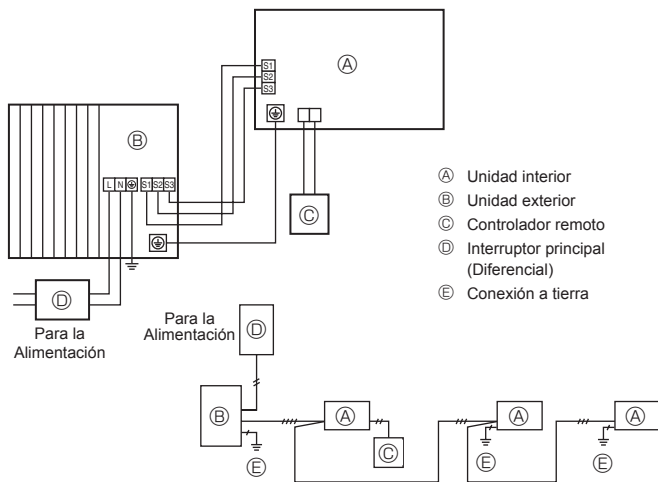 S1
S2
S3
Ⓐ
Ⓑ
L N S1 S2 S3
Ⓒ
Ⓓ
Para la
Alimentación
Ⓐ Unidad interior
Ⓑ Unidad exterior
Ⓒ Controlador remoto
Ⓓ Interruptor principal
(Diferencial)
Ⓔ Conexión a tierra
Para la
Alimentación
Ⓓ
Ⓑ
Ⓐ
Ⓐ
Ⓐ
Ⓒ
Ⓔ
Ⓔ
Ⓔ